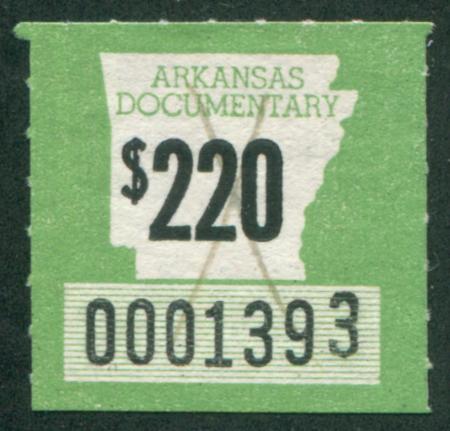 ARKANSAS
DOCUMENTARY
$220
0001393